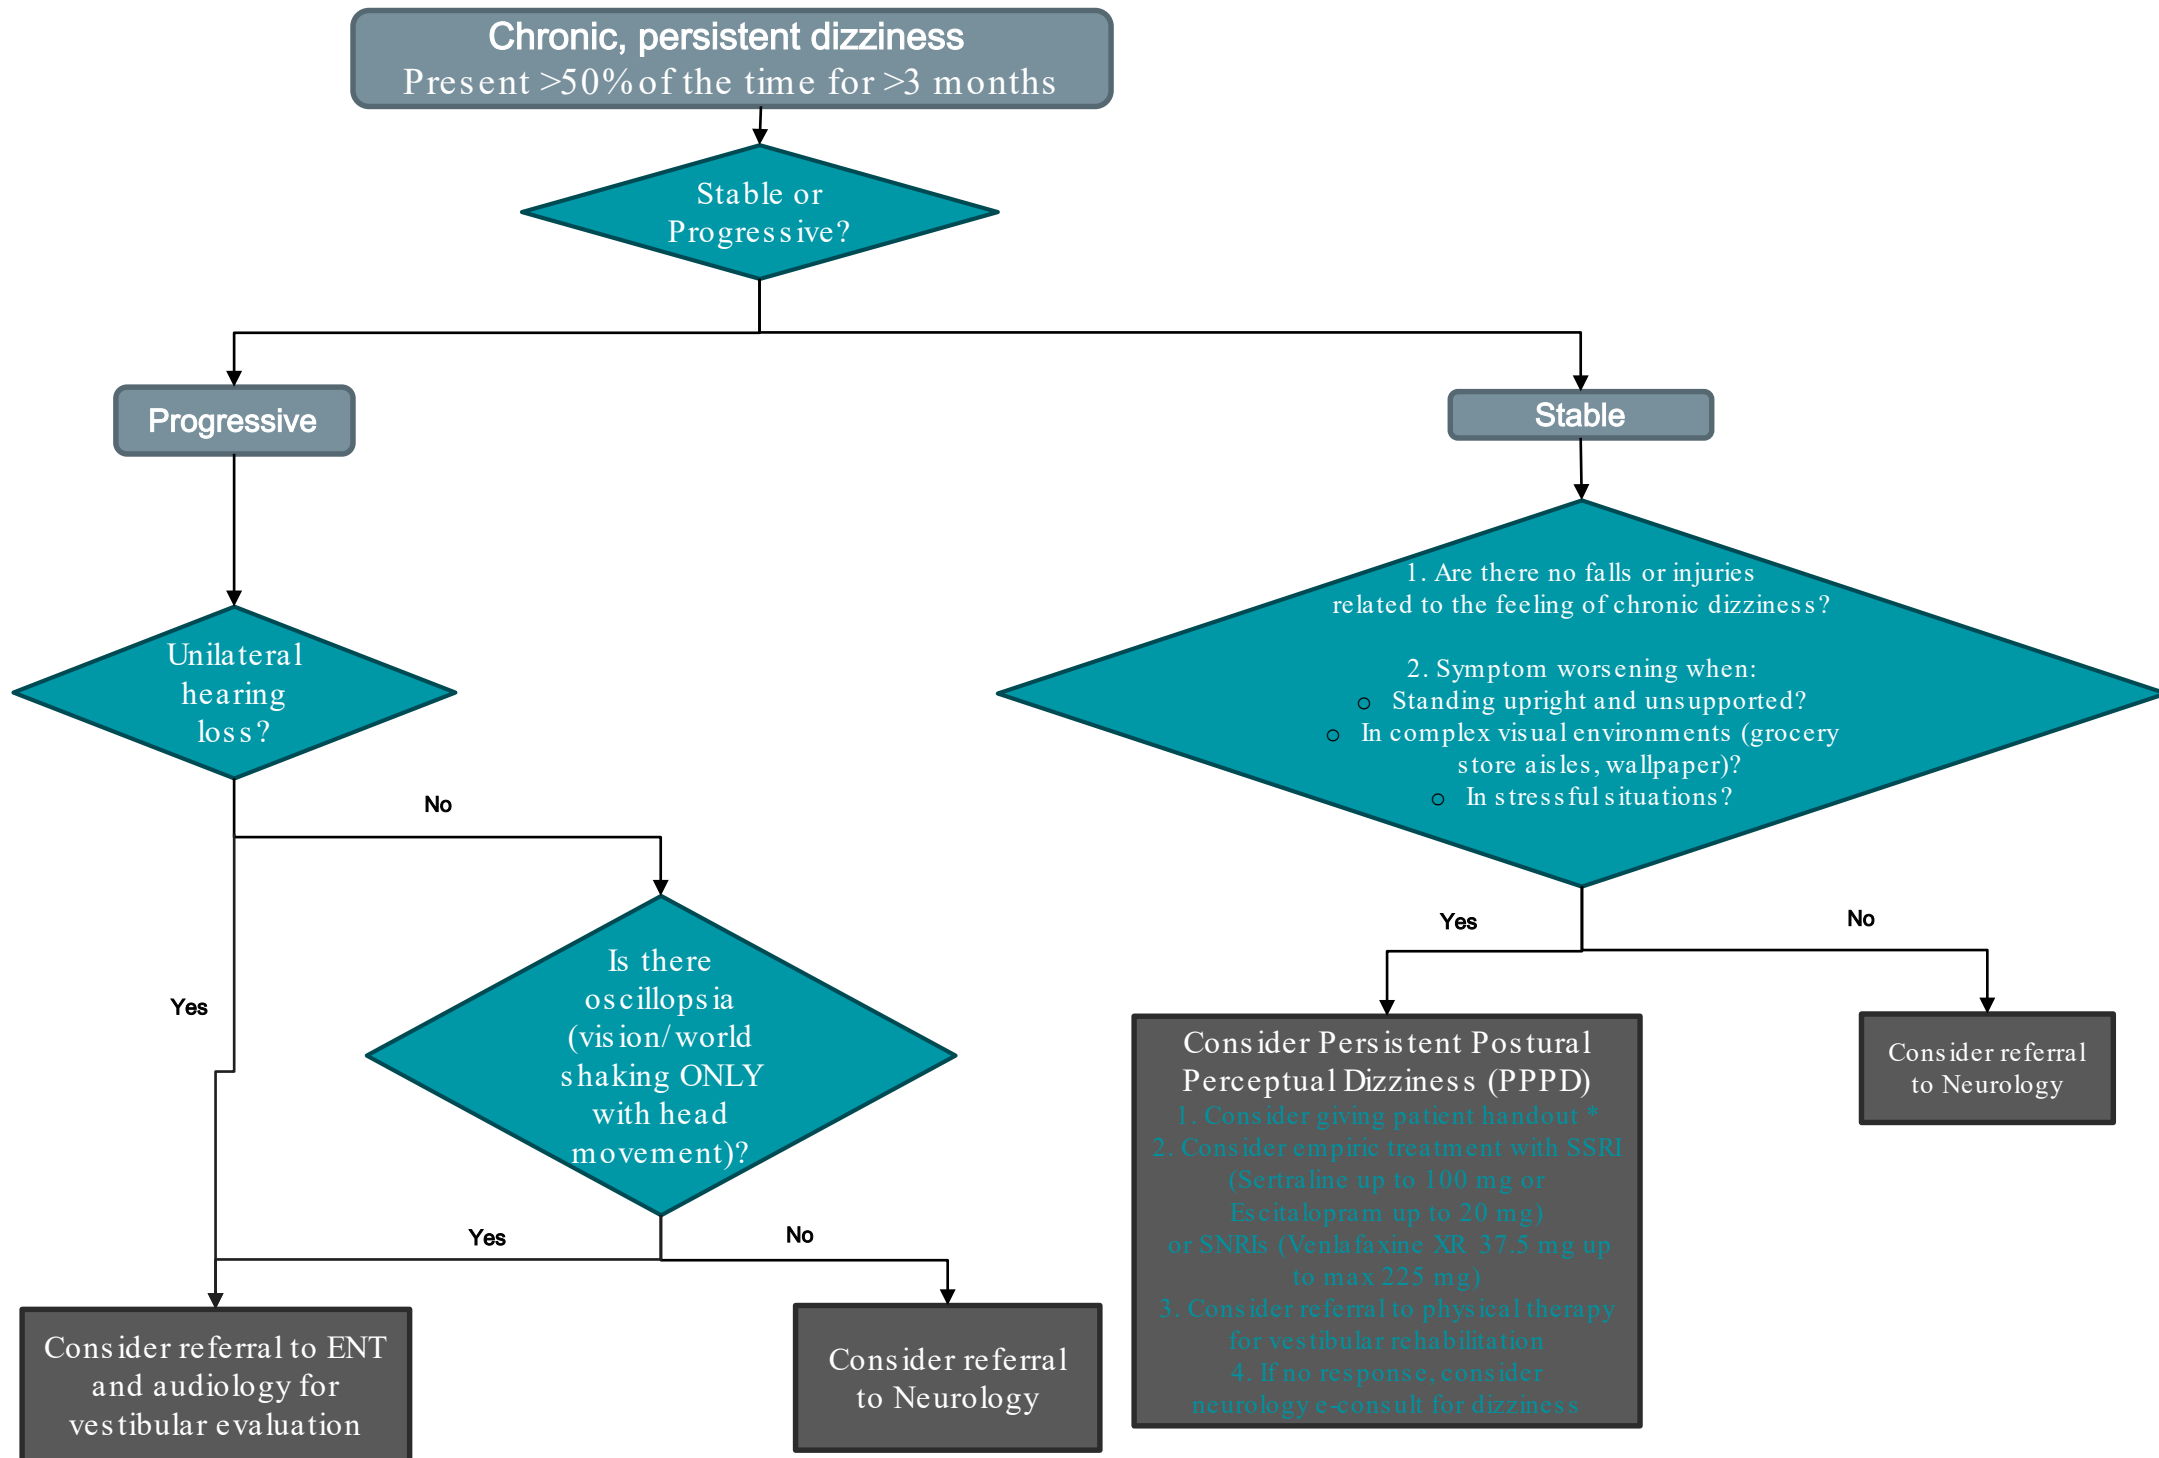 Chronic, persistent dizziness
Present >50% of the time for >3 months
Stable or
Progressive?
Progressive
Stable
Unilateral
hearing
loss?
1. Are there no falls or injuries
related to the feeling of chronic dizziness?
2. Symptom worsening when:
o Standing upright and unsupported?
o In complex visual environments (grocery
store aisles, wallpaper)?
o In stressful situations?
No
Yes
Is there
oscillopsia
(vision/world
shaking ONLY
with head
movement)?
Yes
No
Yes
No
Consider referral to ENT
and audiology for
vestibular evaluation
Consider referral
to Neurology
Consider Persistent Postural
Perceptual Dizziness (PPPD)
1. Consider giving patient handout *
2. Consider empiric treatment with SSRI
(Sertraline up to 100 mg or
Escitalopram up to 20 mg)
or SNRIs (Venlafaxine XR 37.5 mg up
to max 225 mg)
3. Consider referral to physical therapy
for vestibular rehabilitation
4. If no response, consider
neurology e-consult for dizziness
Consider referral
to Neurology